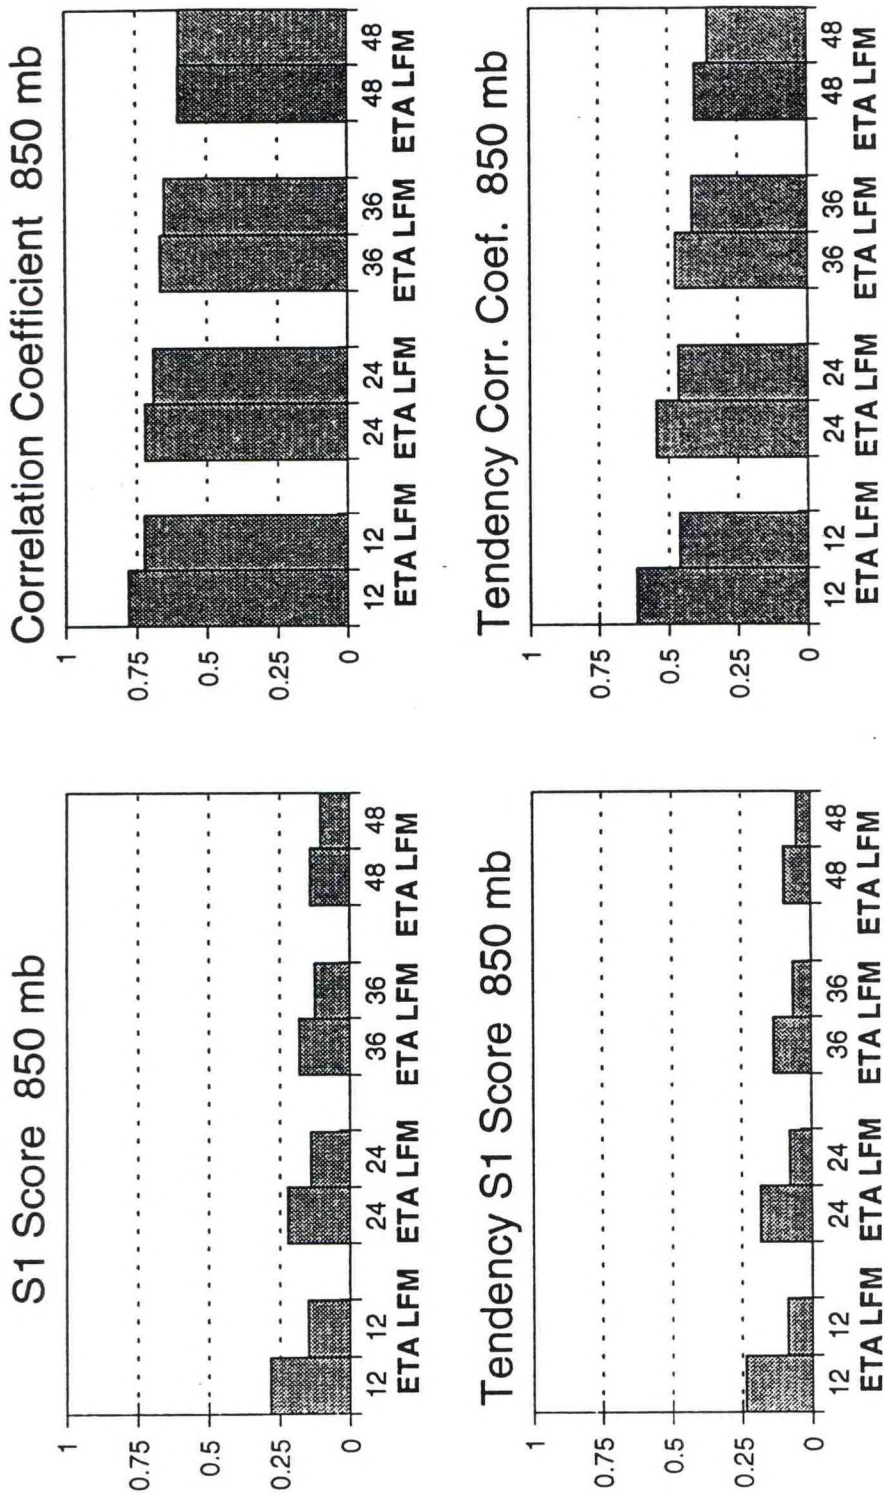 S1 Score 850 mb
1
0.75
0.5
0.25
0
12 12 24 24 36 36 48 48
ETA LFM ETA LFM ETA LFM ETA LFM
Correlation Coefficient 850 mb
1
0.75
0.5
0.25
0
12 12 24 24 36 36 48 48
ETA LFM ETA LFM ETA LFM ETA LFM
Tendency S1 Score 850 mb
1
0.75
0.5
0.25
0
12 12 24 24 36 36 48 48
ETA LFM ETA LFM ETA LFM ETA LFM
Tendency Corr. Coef. 850 mb
1
0.75
0.5
0.25
0
12 12 24 24 36 36 48 48
ETA LFM ETA LFM ETA LFM ETA LFM